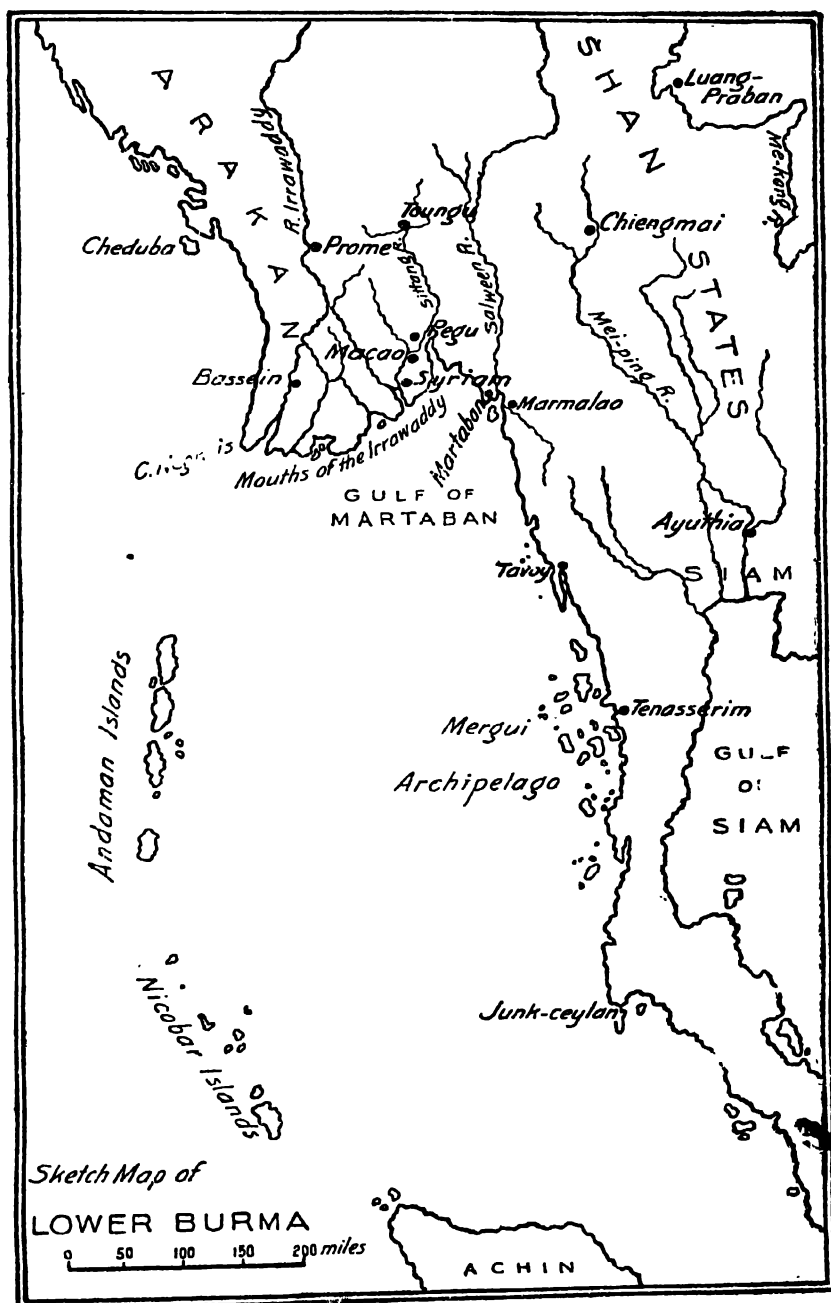 SHAN
Luang-
Praban
ARAKAN
R. Irrawaddy
Me-kong R.
Toungu
Chiengmai
Cheduba
Prome
Sittang R.
Salween R.
STATES
Pegu
Macao
Mei-ping R.
Bassein
Syriam
Marmalao
Martaban
C.
Mouths of the Irrawaddy
GULF OF
MARTABAN
Ayuthia
Tavoy
SIAM
Andaman Islands
Tenasserim
Mergui
Archipelago
GULF
OF
SIAM
Nicobar Islands
Junk-ceylan
Sketch Map of
LOWER BURMA
0 50 100 150 200 miles
ACHIN